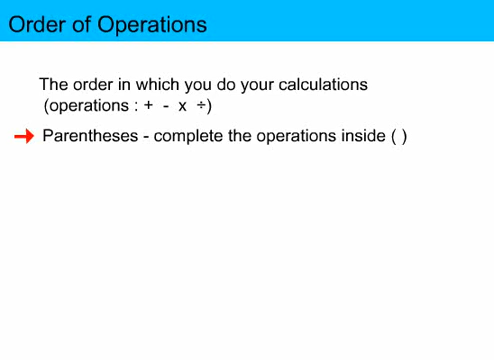 Order of Operations
The order in which you do your calculations
(operations : + - x ÷)
Parentheses - complete the operations inside ( )